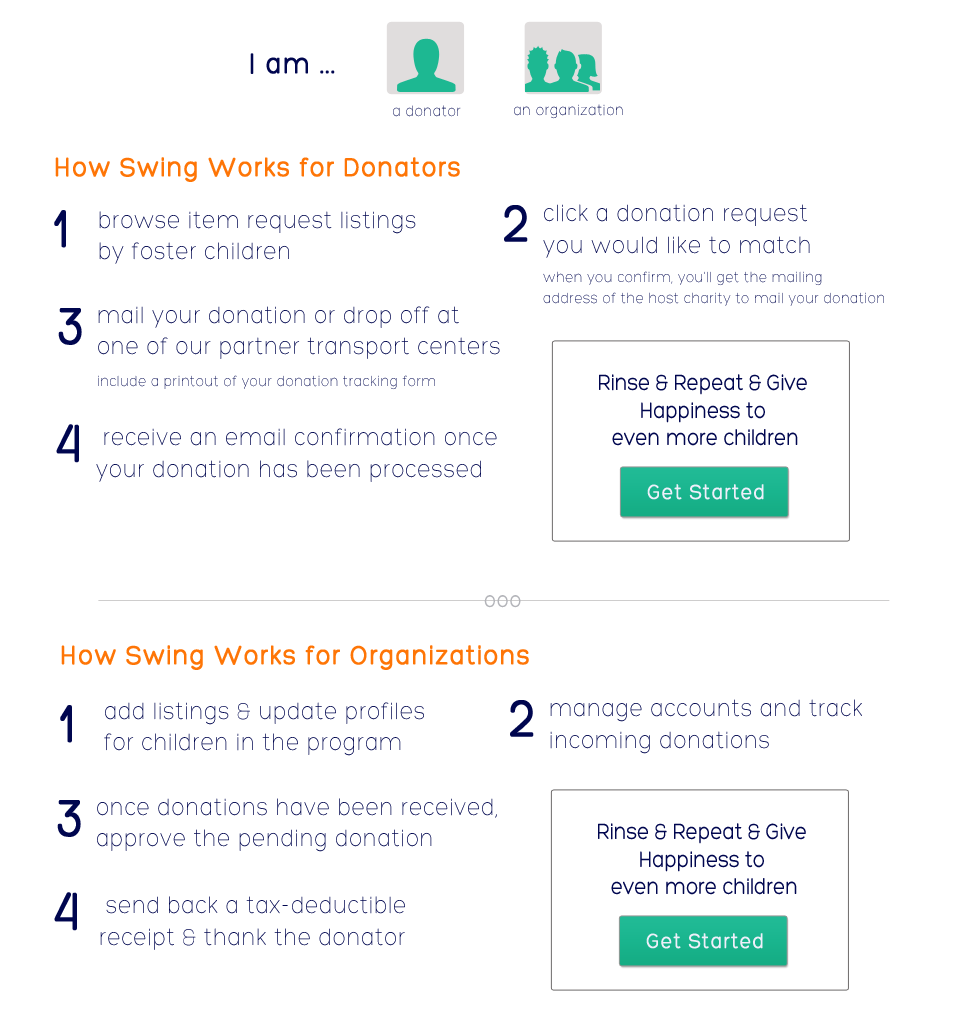 I am ...
a donator
an organization
How Swing Works for Donators
1
browse item request listings
by foster children
2
click a donation request
you would like to match
when you confirm, you'll get the mailing
address of the host charity to mail your donation
3
mail your donation or drop off at
one of our partner transport centers
include a printout of your donation tracking form
4
receive an email confirmation once
your donation has been processed
Rinse & Repeat & Give
Happiness to
even more children
Get Started
ooo
How Swing Works for Organizations
1
add listings & update profiles
for children in the program
2
manage accounts and track
incoming donations
3
once donations have been received,
approve the pending donation
4
send back a tax-deductible
receipt & thank the donator
Rinse & Repeat & Give
Happiness to
even more children
Get Started